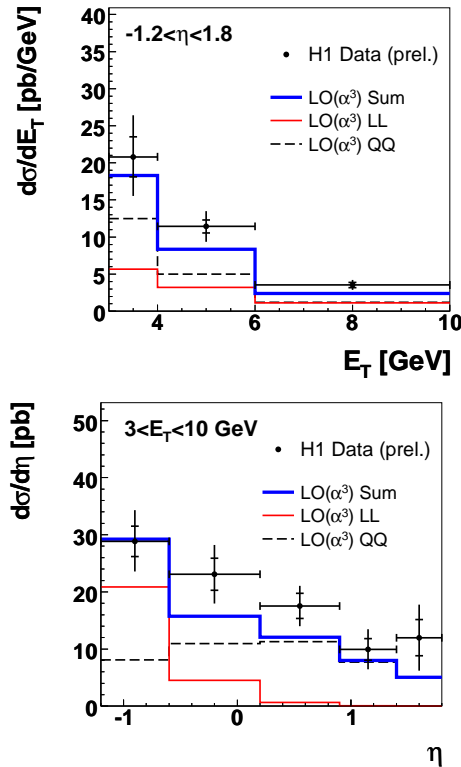 dσ/dE_T [pb/GeV]
40
35
30
25
20
15
10
5
0
-1.2<η<1.8
H1 Data (prel.)
LO(α³) Sum
LO(α³) LL
LO(α³) QQ
4 6 8 10
E_T [GeV]
dσ/dη [pb]
50
40
30
20
10
0
3<E_T<10 GeV
H1 Data (prel.)
LO(α³) Sum
LO(α³) LL
LO(α³) QQ
-1 0 1
η